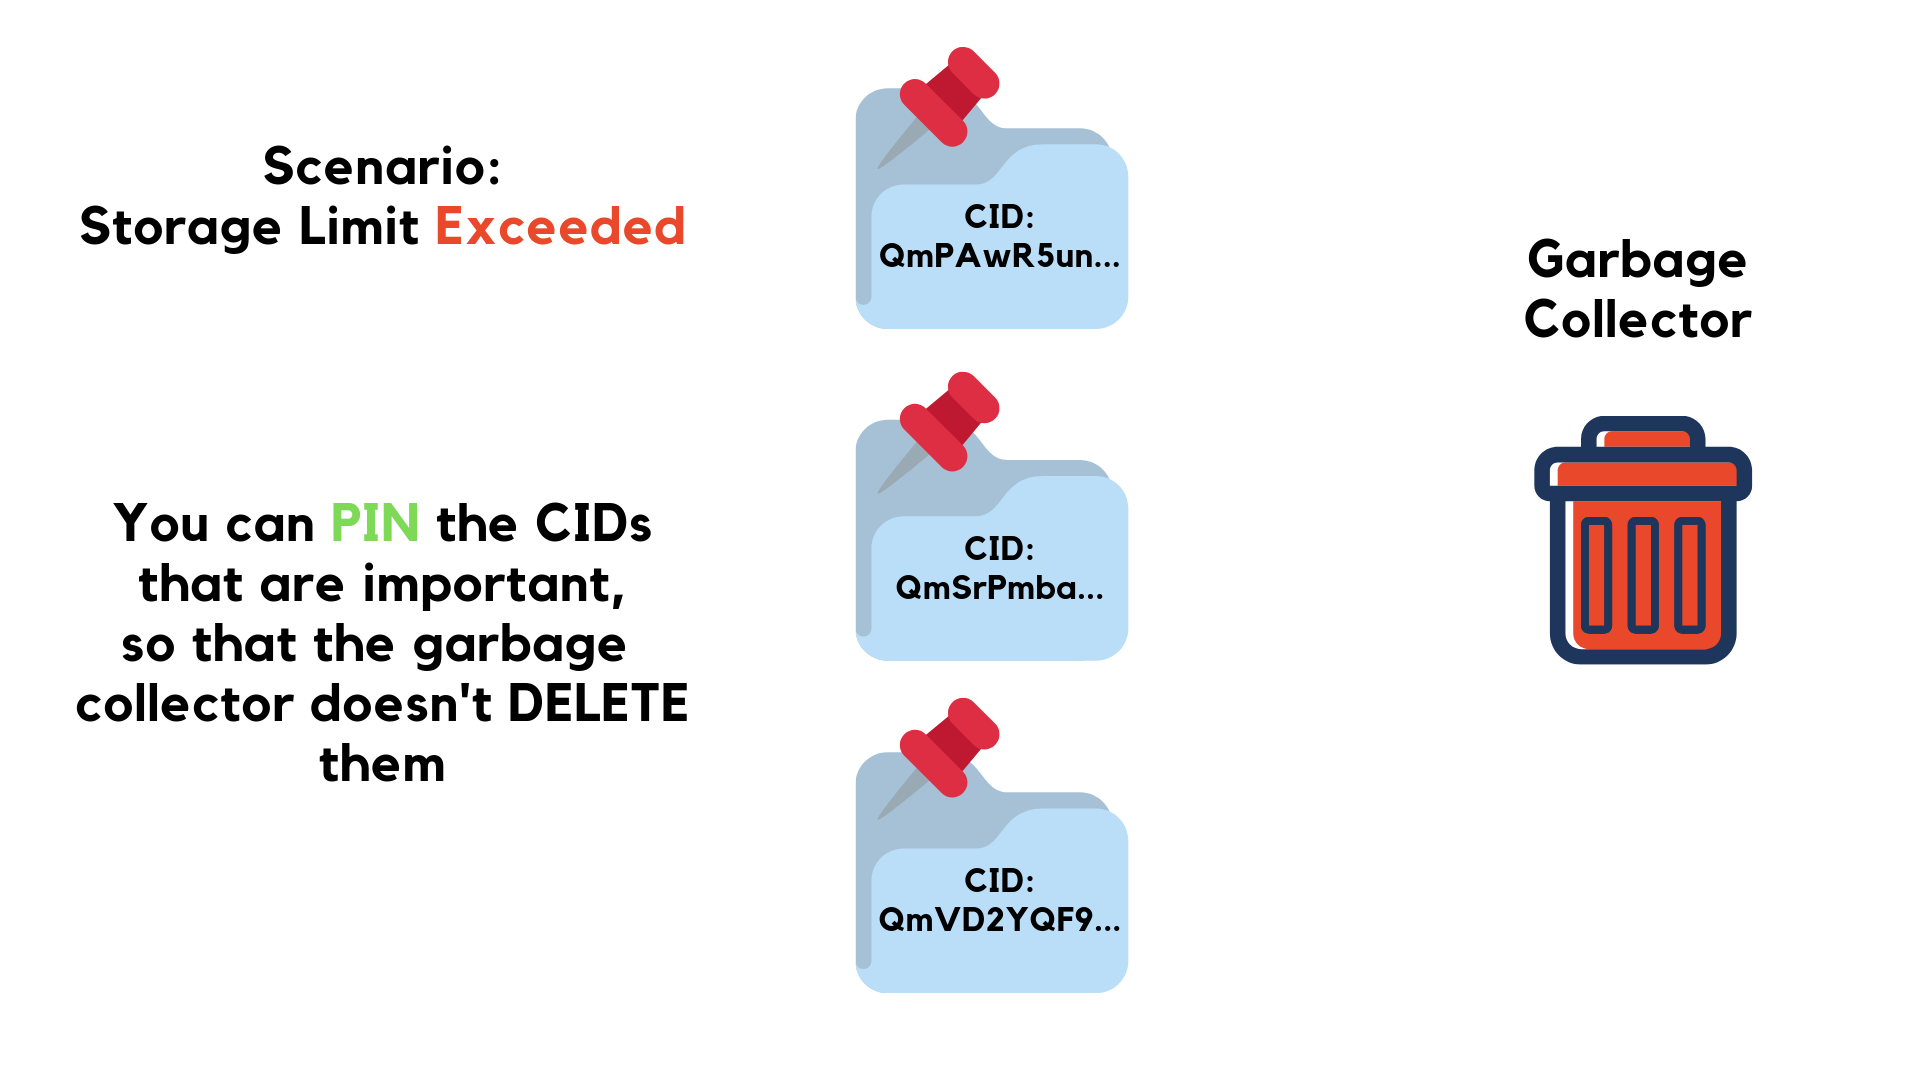 Scenario:
Storage Limit Exceeded
You can PIN the CIDs
that are important,
so that the garbage
collector doesn't DELETE
them
CID:
QmPAwR5un...
CID:
QmSrPmba...
CID:
QmVD2YQF9...
Garbage
Collector